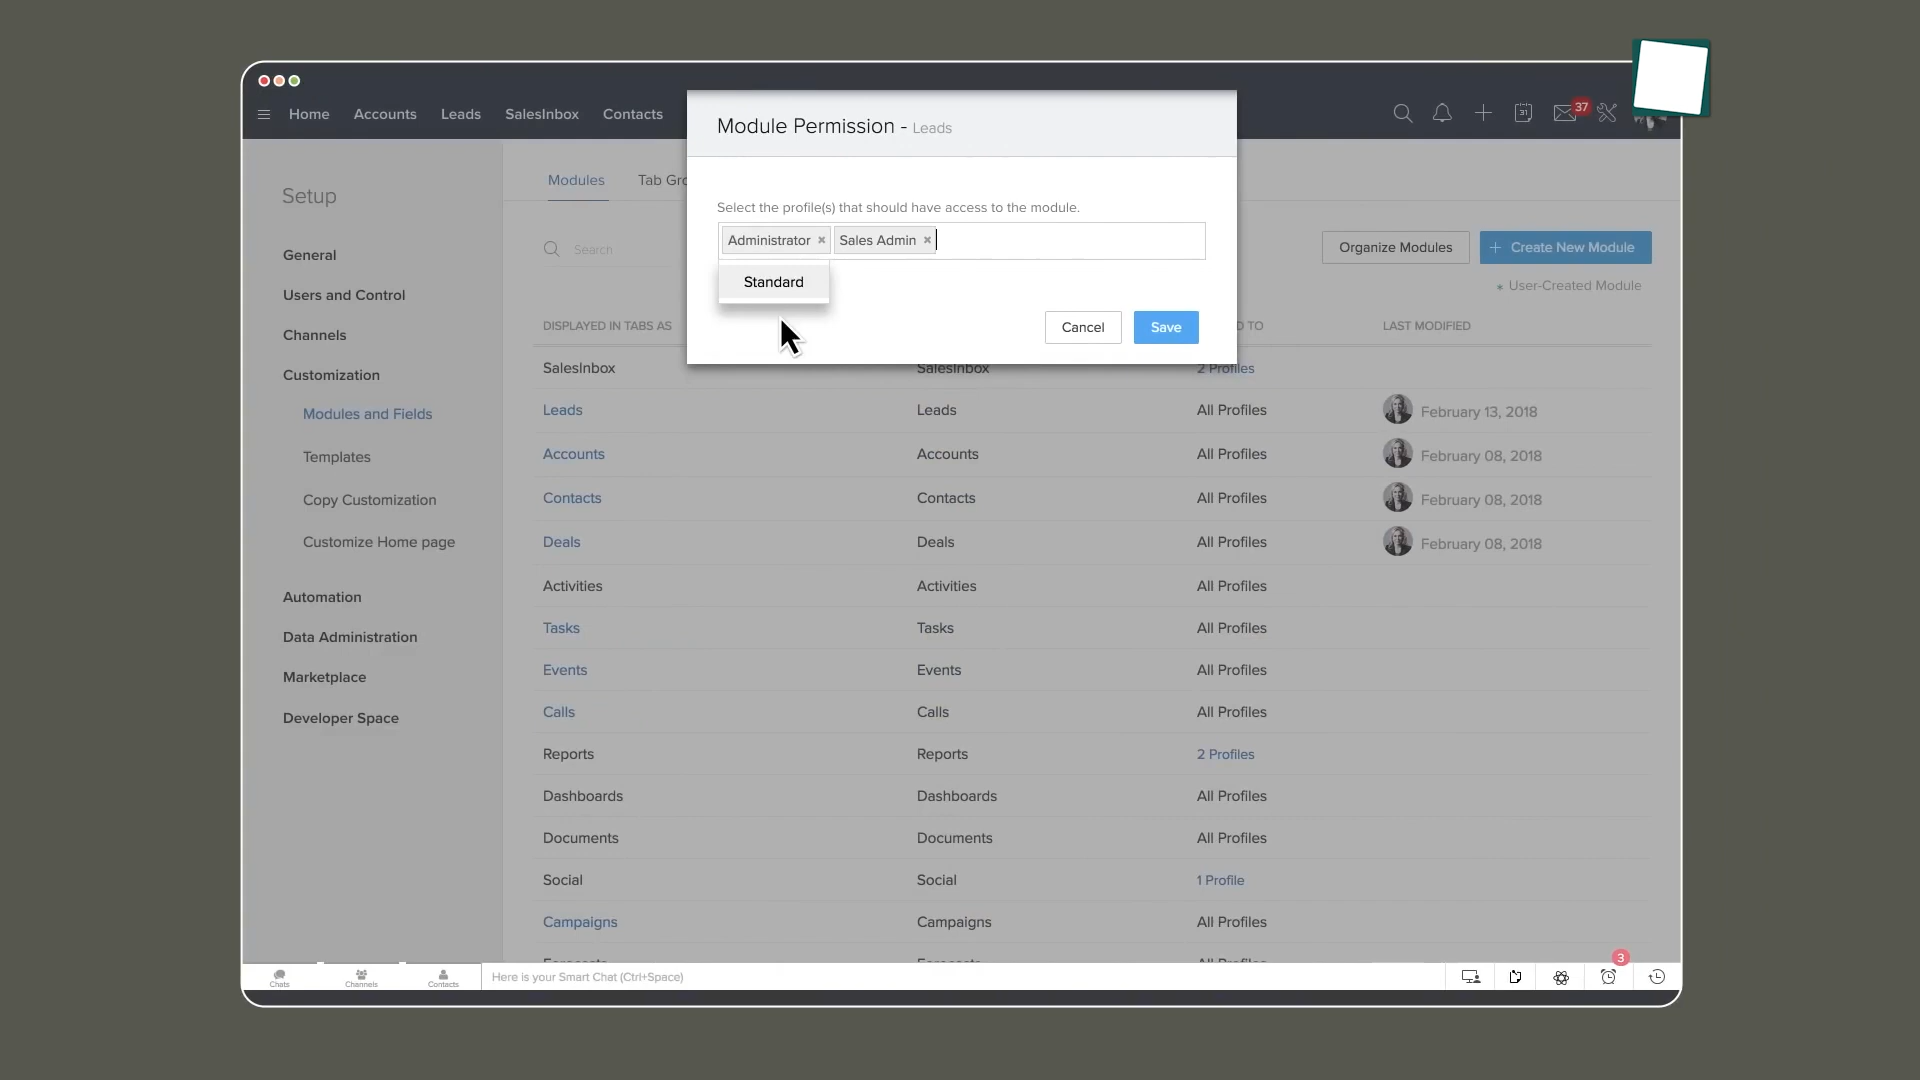 Home
Accounts
Leads
SalesInbox
Contacts
37
31
Module Permission - Leads
Select the profile(s) that should have access to the module.
Administrator
Sales Admin
Standard
Cancel
Save
Setup
General
Users and Control
Channels
Customization
Modules and Fields
Templates
Copy Customization
Customize Home page
Automation
Data Administration
Marketplace
Developer Space
Modules
Tab Gro
Search
Organize Modules
+ Create New Module
* User-Created Module
DISPLAYED IN TABS AS
D TO
LAST MODIFIED
SalesInbox SalesInbox 2 Profiles
Leads Leads All Profiles February 13, 2018
Accounts Accounts All Profiles February 08, 2018
Contacts Contacts All Profiles February 08, 2018
Deals Deals All Profiles February 08, 2018
Activities Activities All Profiles
Tasks Tasks All Profiles
Events Events All Profiles
Calls Calls All Profiles
Reports Reports 2 Profiles
Dashboards Dashboards All Profiles
Documents Documents All Profiles
Social Social 1 Profile
Campaigns Campaigns All Profiles
Chats
Channels
Contacts
Here is your Smart Chat (Ctrl+Space)
3